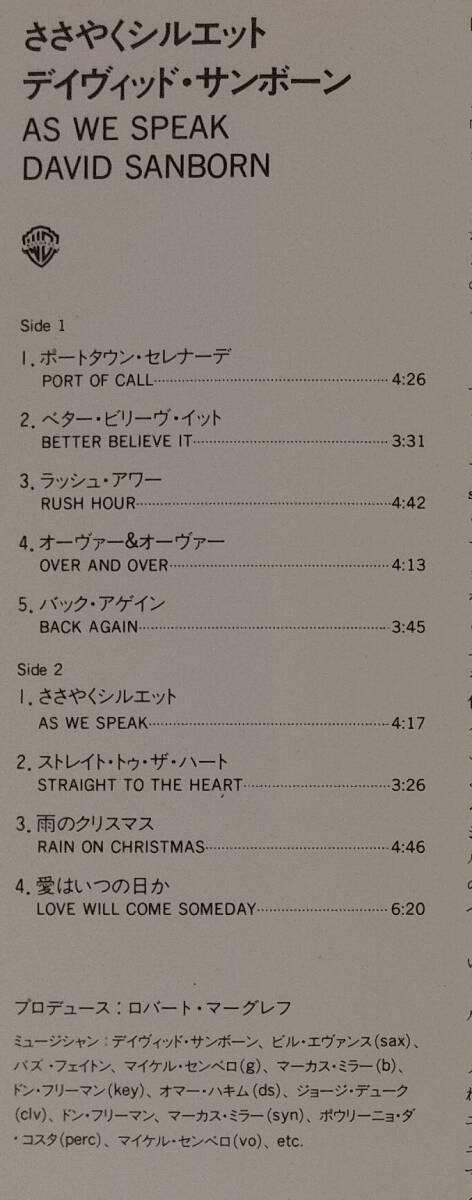 ささやくシルエット
デイヴィッド・サンボーン
AS WE SPEAK
DAVID SANBORN
Side 1
1. ポートタウン・セレナーデ
PORT OF CALL 4:26
2. ベター・ビリーヴ・イット
BETTER BELIEVE IT 3:31
3. ラッシュ・アワー
RUSH HOUR 4:42
4. オーヴァー&オーヴァー
OVER AND OVER 4:13
5. バック・アゲイン
BACK AGAIN 3:45
Side 2
1. ささやくシルエット
AS WE SPEAK 4:17
2. ストレイト・トゥ・ザ・ハート
STRAIGHT TO THE HEART 3:26
3. 雨のクリスマス
RAIN ON CHRISTMAS 4:46
4. 愛はいつの日か
LOVE WILL COME SOMEDAY 6:20
プロデュース：ロバート・マーグレフ
ミュージシャン：デイヴィッド・サンボーン、ビル・エヴァンス(sax)、
バズ・フェイトン、マイケル・センベロ(g)、マーカス・ミラー(b)、
ドン・フリーマン(key)、オマー・ハキム(ds)、ジョージ・デューク
(clv)、ドン・フリーマン、マーカス・ミラー(syn)、ポウリーニョ・ダ
・コスタ(perc)、マイケル・センベロ(vo)、etc.